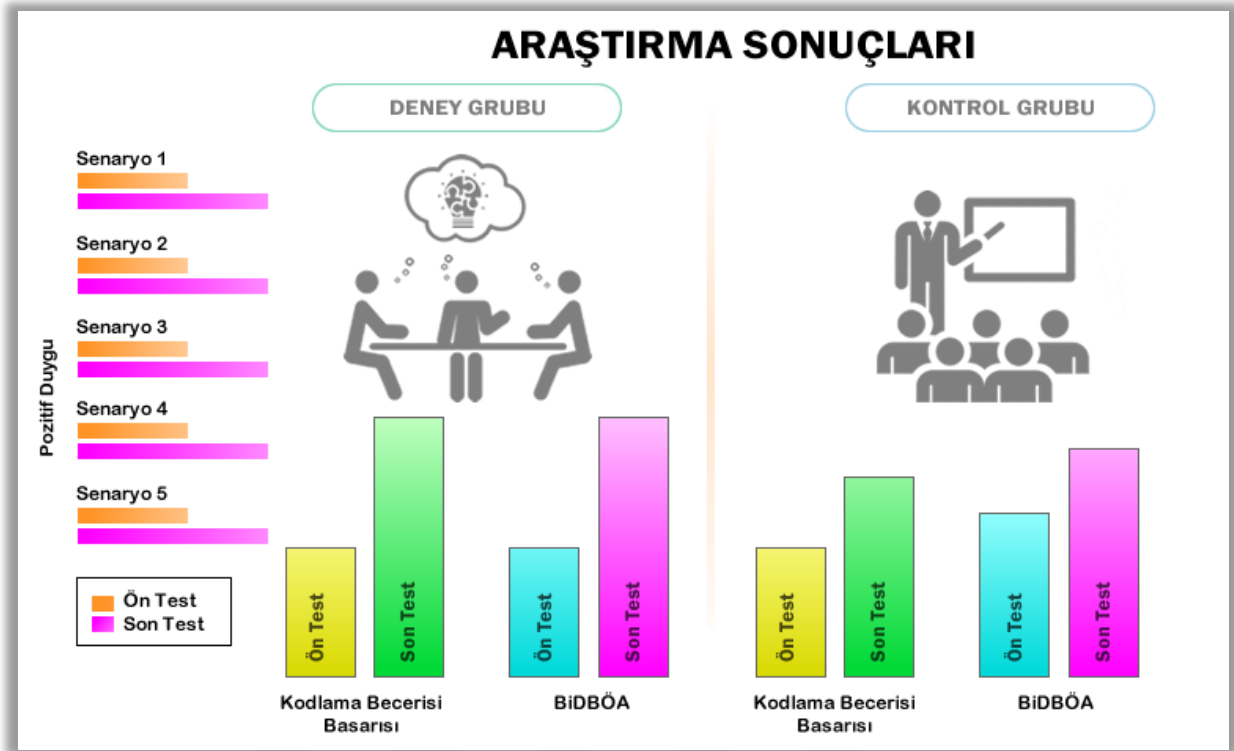 ARAŞTIRMA SONUÇLARI
DENEY GRUBU
KONTROL GRUBU
Pozitif Duygu
Senaryo 1
Senaryo 2
Senaryo 3
Senaryo 4
Senaryo 5
Ön Test
Son Test
Ön Test
Son Test
Kodlama Becerisi
Basarısı
Ön Test
Son Test
BiDBÖA
Ön Test
Son Test
Kodlama Becerisi
Basarısı
Ön Test
Son Test
BiDBÖA